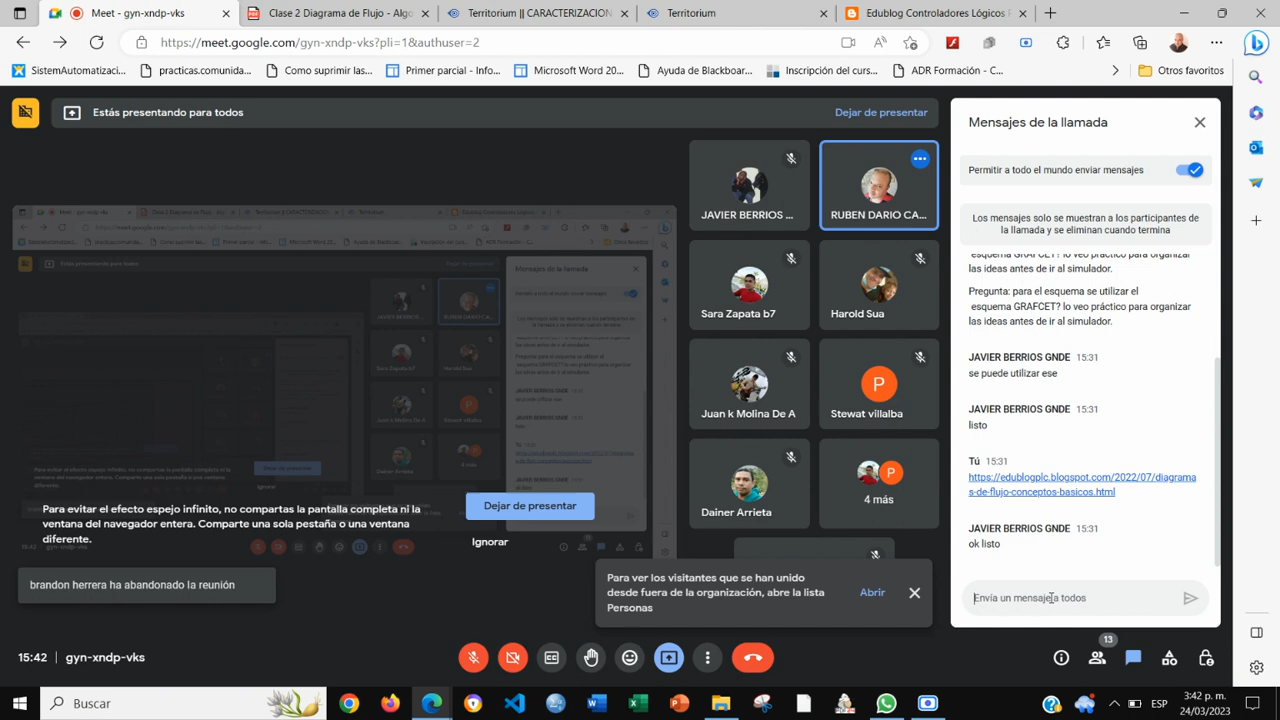 Meet - gyn-xndp-vks
Clase 2 Diagrama de Flujo - Algo
Territorium || CARACTERIZACION
Territorium
Edublog Controladores Lógicos P
https://meet.google.com/gyn-xndp-vks?pli=1&authuser=2
SistemAutomatizaci...
practicas.comunida...
Como suprimir las...
Primer parcial - Info...
Microsoft Word 20...
Ayuda de Blackboar...
Inscripción del curs...
ADR Formación - C...
Otros favoritos
Estás presentando para todos
Dejar de presentar
JAVIER BERRIOS ...
RUBEN DARIO CA...
Sara Zapata b7
Harold Sua
Juan k Molina De A
P
Stewat villalba
Dainer Arrieta
P
4 más
Para evitar el efecto espejo infinito, no compartas la pantalla completa ni la
ventana del navegador entera. Comparte una sola pestaña o una ventana
diferente.
Dejar de presentar
Ignorar
brandon herrera ha abandonado la reunión
Para ver los visitantes que se han unido
desde fuera de la organización, abre la lista
Personas
Abrir
Mensajes de la llamada
Permitir a todo el mundo enviar mensajes
Los mensajes solo se muestran a los participantes de
la llamada y se eliminan cuando termina
esquema GRAFCET? lo veo práctico para organizar
las ideas antes de ir al simulador.
Pregunta: para el esquema se utilizar el
esquema GRAFCET? lo veo práctico para organizar
las ideas antes de ir al simulador.
JAVIER BERRIOS GNDE 15:31
se puede utilizar ese
JAVIER BERRIOS GNDE 15:31
listo
Tú 15:31
https://edublogplc.blogspot.com/2022/07/diagrama
s-de-flujo-conceptos-basicos.html
JAVIER BERRIOS GNDE 15:31
ok listo
Envía un mensaje a todos
15:42 gyn-xndp-vks
13
Buscar
ESP
3:42 p. m.
24/03/2023